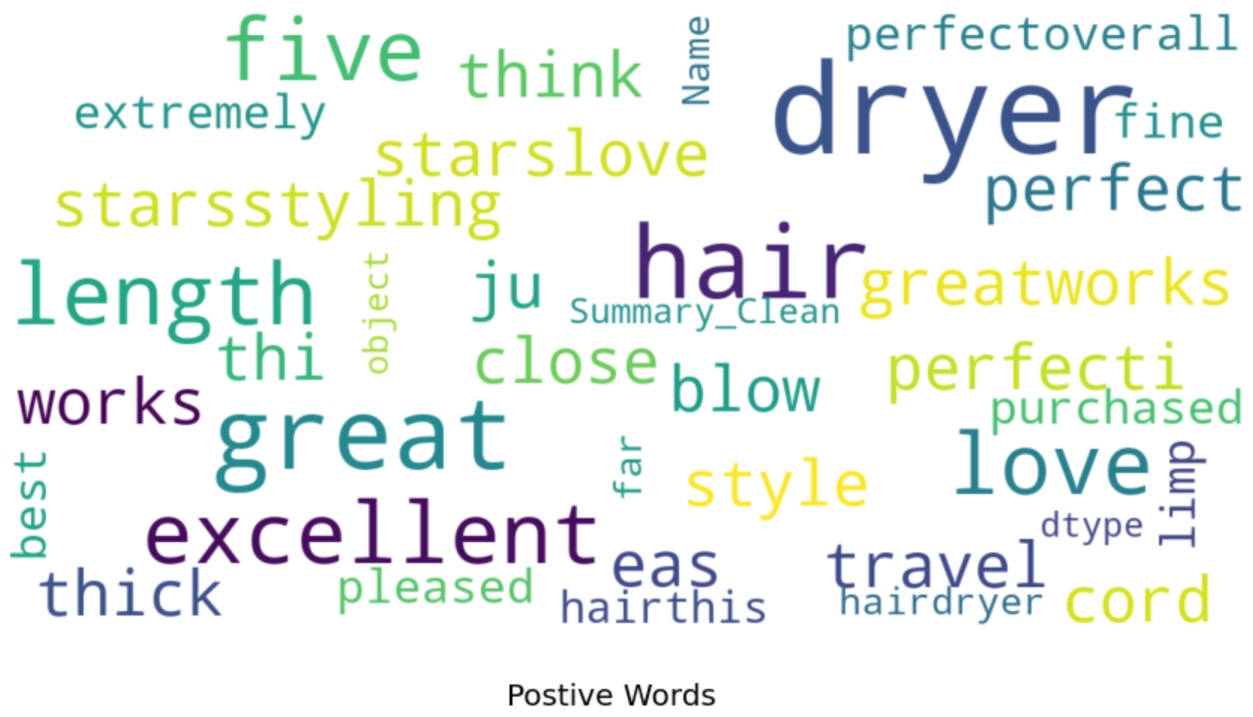 five
think
Name
perfectoverall
extremely
dryer
fine
starslove
perfect
starsstyling
hair
length
object
ju
greatworks
Summary_Clean
thi
close
perfecti
works
blow
purchased
great
far
love
limp
best
style
excellent
dtype
eas
travel
thick
pleased
hairthis
hairdryer
cord
Postive Words